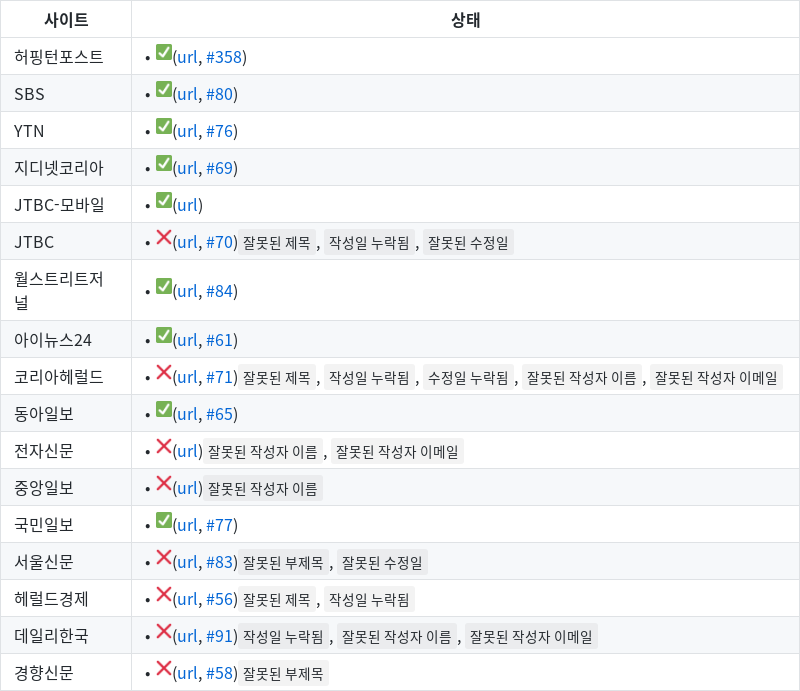 사이트 상태
허핑턴포스트 • ✅(url, #358)
SBS • ✅(url, #80)
YTN • ✅(url, #76)
지디넷코리아 • ✅(url, #69)
JTBC-모바일 • ✅(url)
JTBC • ❌(url, #70) 잘못된 제목 , 작성일 누락됨 , 잘못된 수정일
월스트리트저
널 • ✅(url, #84)
아이뉴스24 • ✅(url, #61)
코리아헤럴드 • ❌(url, #71) 잘못된 제목 , 작성일 누락됨 , 수정일 누락됨 , 잘못된 작성자 이름 , 잘못된 작성자 이메일
동아일보 • ✅(url, #65)
전자신문 • ❌(url) 잘못된 작성자 이름 , 잘못된 작성자 이메일
중앙일보 • ❌(url) 잘못된 작성자 이름
국민일보 • ✅(url, #77)
서울신문 • ❌(url, #83) 잘못된 부제목 , 잘못된 수정일
헤럴드경제 • ❌(url, #56) 잘못된 제목 , 작성일 누락됨
데일리한국 • ❌(url, #91) 작성일 누락됨 , 잘못된 작성자 이름 , 잘못된 작성자 이메일
경향신문 • ❌(url, #58) 잘못된 부제목